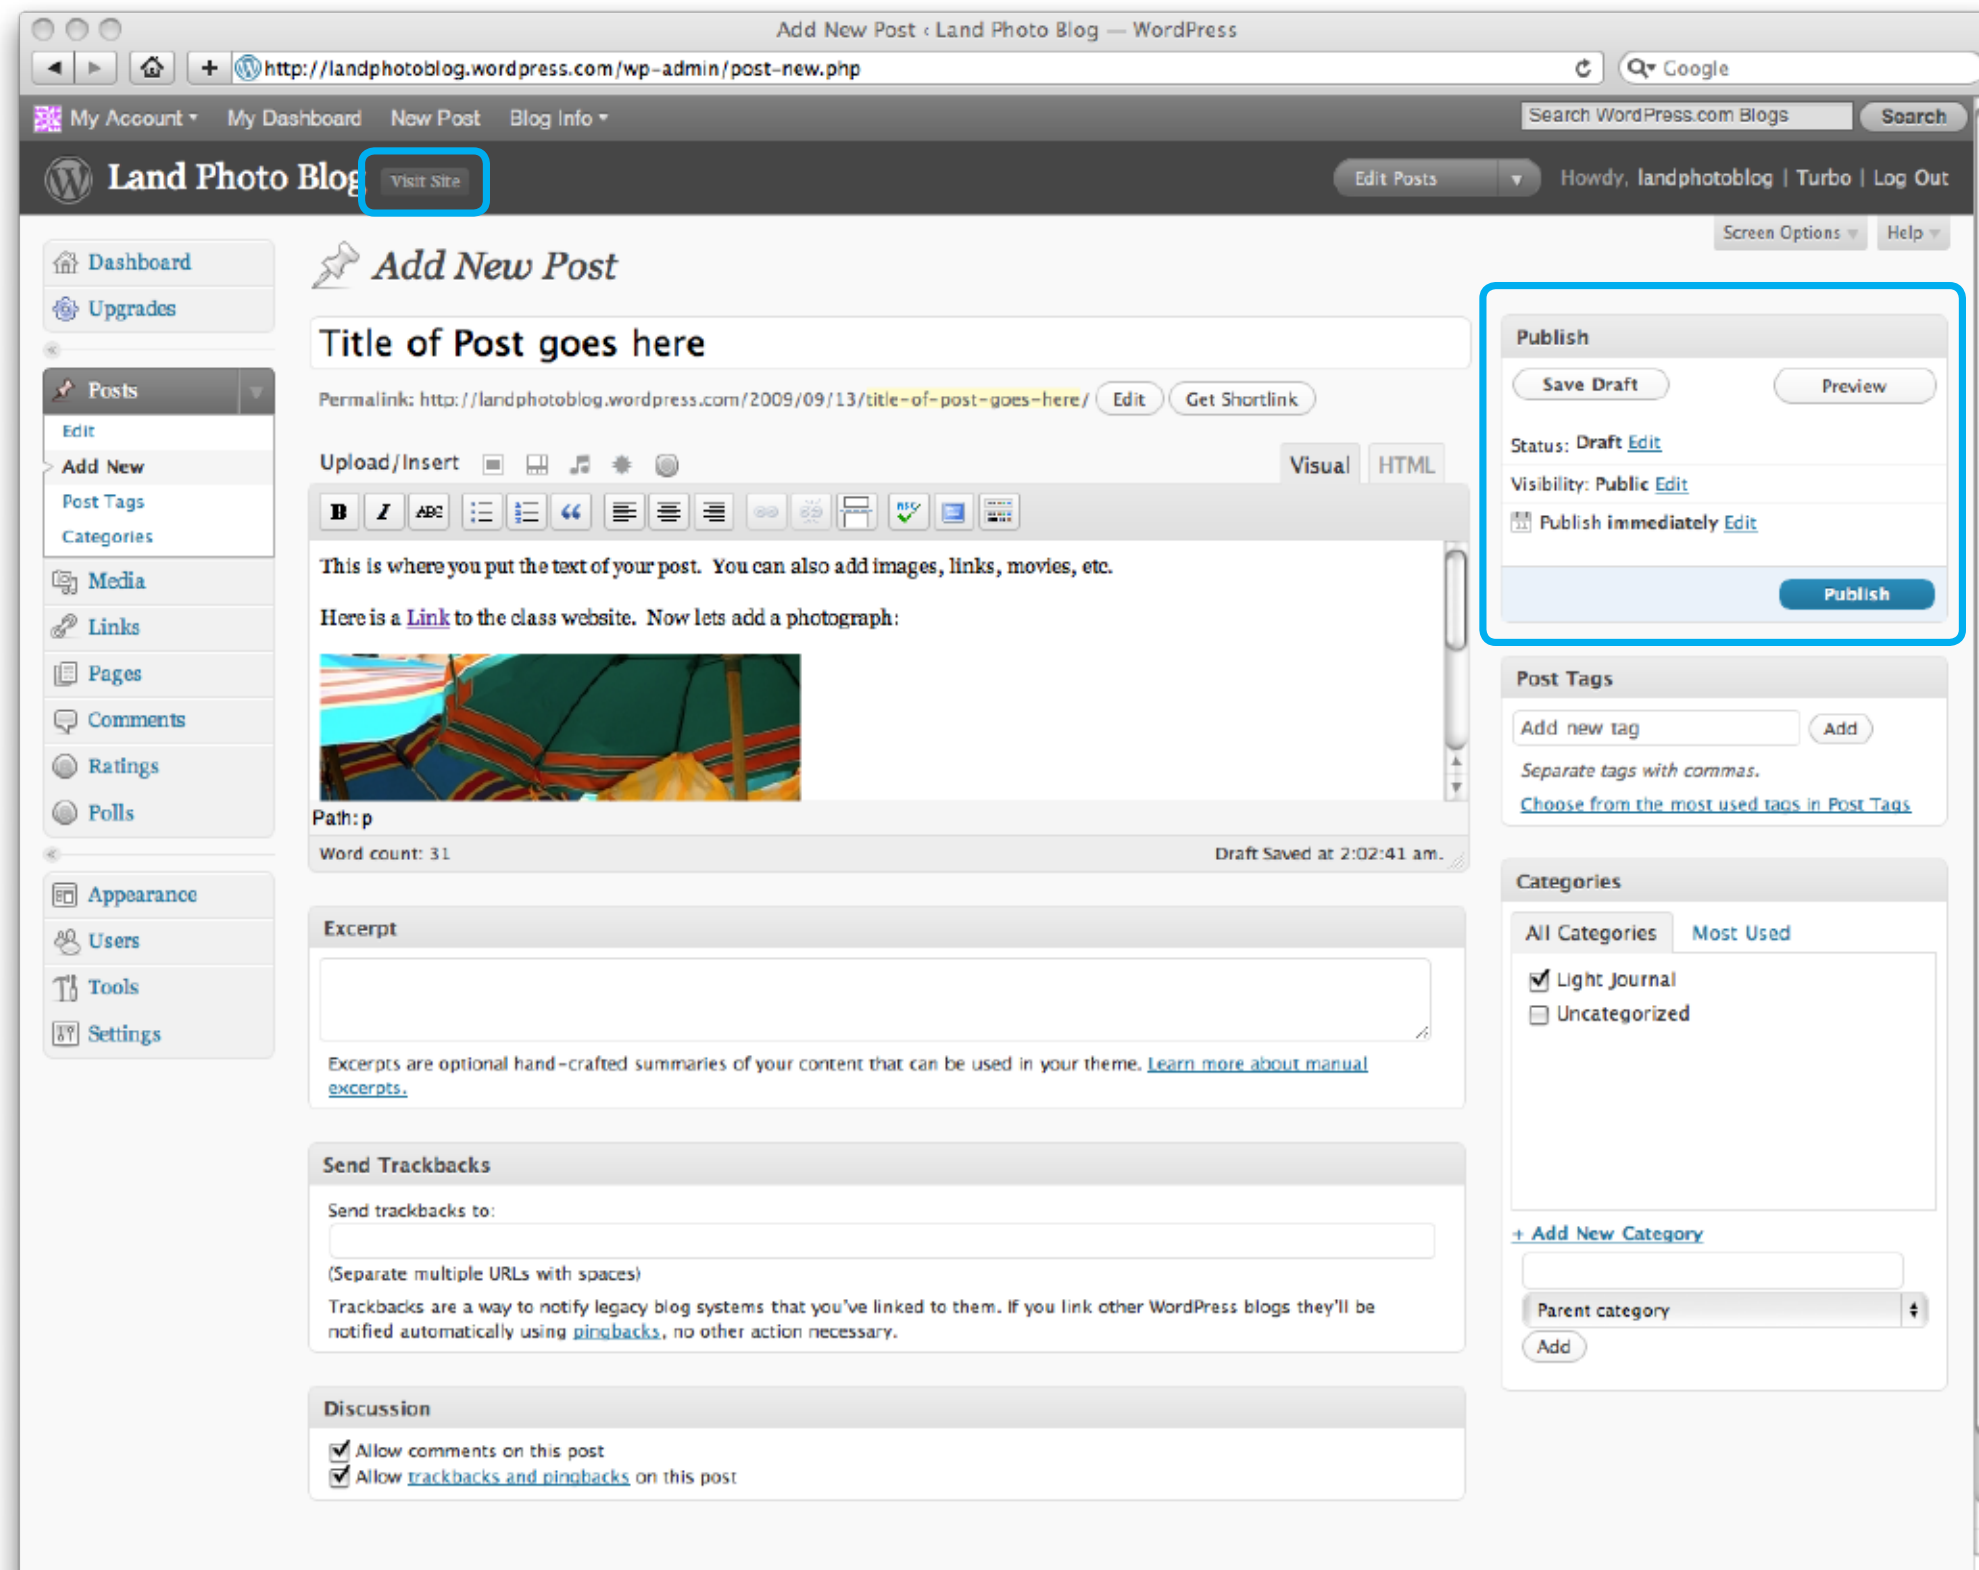 Add New Post ‹ Land Photo Blog — WordPress
http://landphotoblog.wordpress.com/wp-admin/post-new.php
Google
My Account
My Dashboard
New Post
Blog Info
Search WordPress.com Blogs
Search
Land Photo Blog
Visit Site
Edit Posts
Howdy, landphotoblog | Turbo | Log Out
Screen Options
Help
Dashboard
Upgrades
Posts
Edit
Add New
Post Tags
Categories
Media
Links
Pages
Comments
Ratings
Polls
Appearance
Users
Tools
Settings
Add New Post
Title of Post goes here
Permalink: http://landphotoblog.wordpress.com/2009/09/13/title-of-post-goes-here/
Edit
Get Shortlink
Upload/Insert
Visual
HTML
B I ABC
This is where you put the text of your post. You can also add images, links, movies, etc.
Here is a Link to the class website. Now lets add a photograph:
Path: p
Word count: 31
Draft Saved at 2:02:41 am.
Excerpt
Excerpts are optional hand-crafted summaries of your content that can be used in your theme. Learn more about manual
excerpts.
Send Trackbacks
Send trackbacks to:
(Separate multiple URLs with spaces)
Trackbacks are a way to notify legacy blog systems that you've linked to them. If you link other WordPress blogs they'll be
notified automatically using pingbacks, no other action necessary.
Discussion
Allow comments on this post
Allow trackbacks and pingbacks on this post
Publish
Save Draft
Preview
Status: Draft Edit
Visibility: Public Edit
Publish immediately Edit
Publish
Post Tags
Add new tag
Add
Separate tags with commas.
Choose from the most used tags in Post Tags
Categories
All Categories
Most Used
Light Journal
Uncategorized
+ Add New Category
Parent category
Add